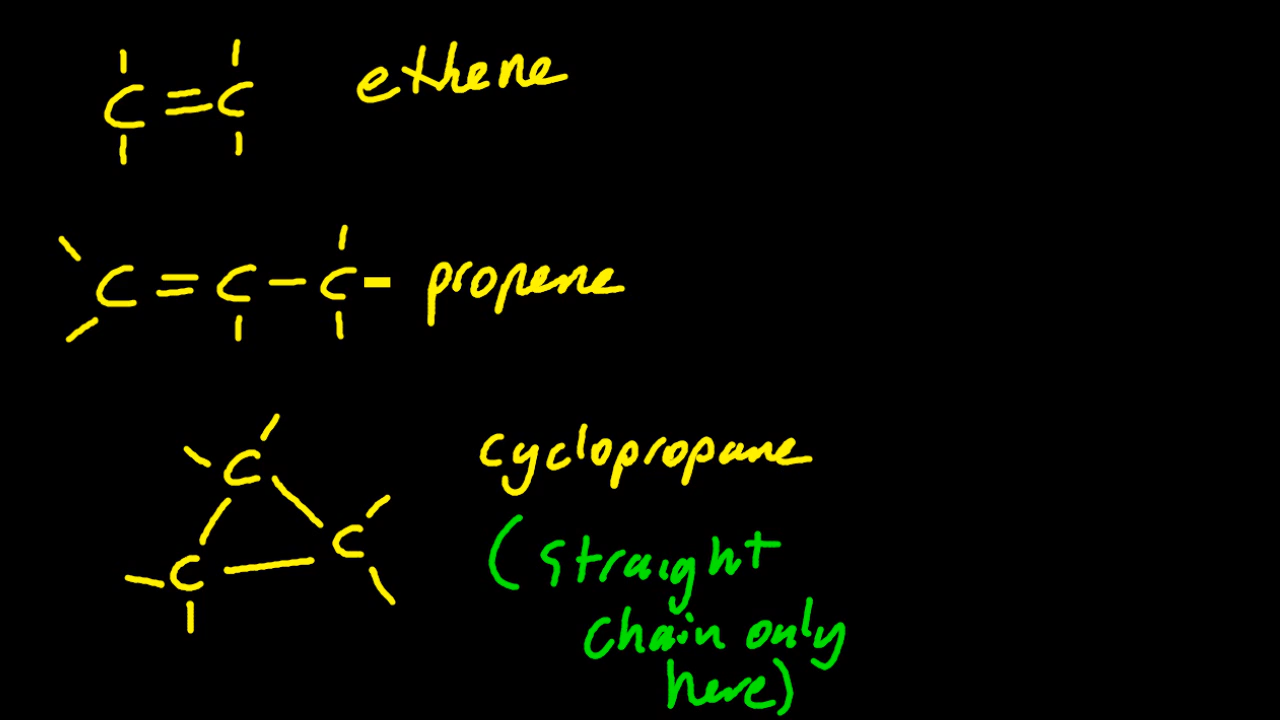 C=C ethene
C=C-C- propene
cyclopropane
C
C
C
(straight
chain only
here)